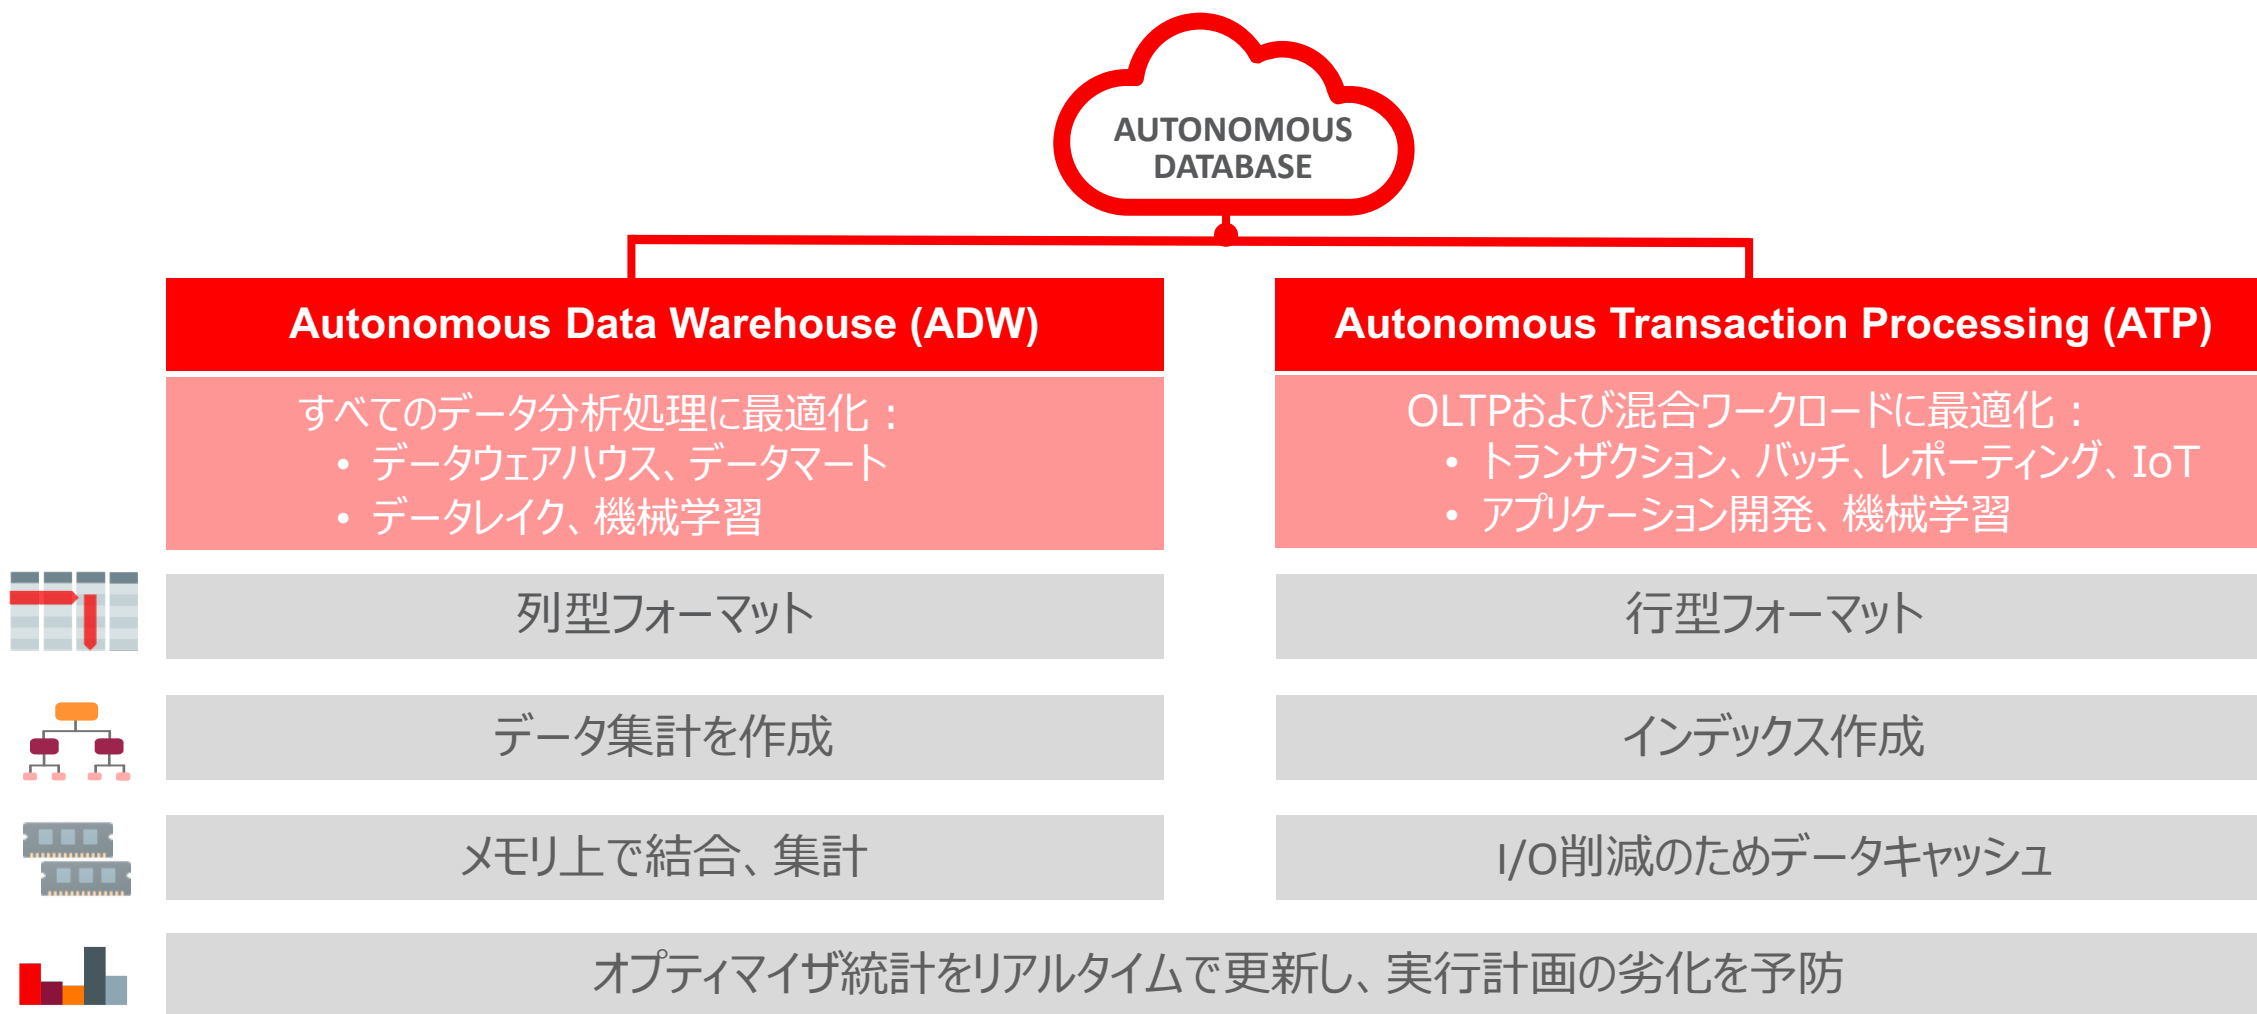 AUTONOMOUS
DATABASE
Autonomous Data Warehouse (ADW)
すべてのデータ分析処理に最適化：
• データウェアハウス、データマート
• データレイク、機械学習
Autonomous Transaction Processing (ATP)
OLTPおよび混合ワークロードに最適化：
• トランザクション、バッチ、レポーティング、IoT
• アプリケーション開発、機械学習
列型フォーマット
行型フォーマット
データ集計を作成
インデックス作成
メモリ上で結合、集計
I/O削減のためデータキャッシュ
オプティマイザ統計をリアルタイムで更新し、実行計画の劣化を予防